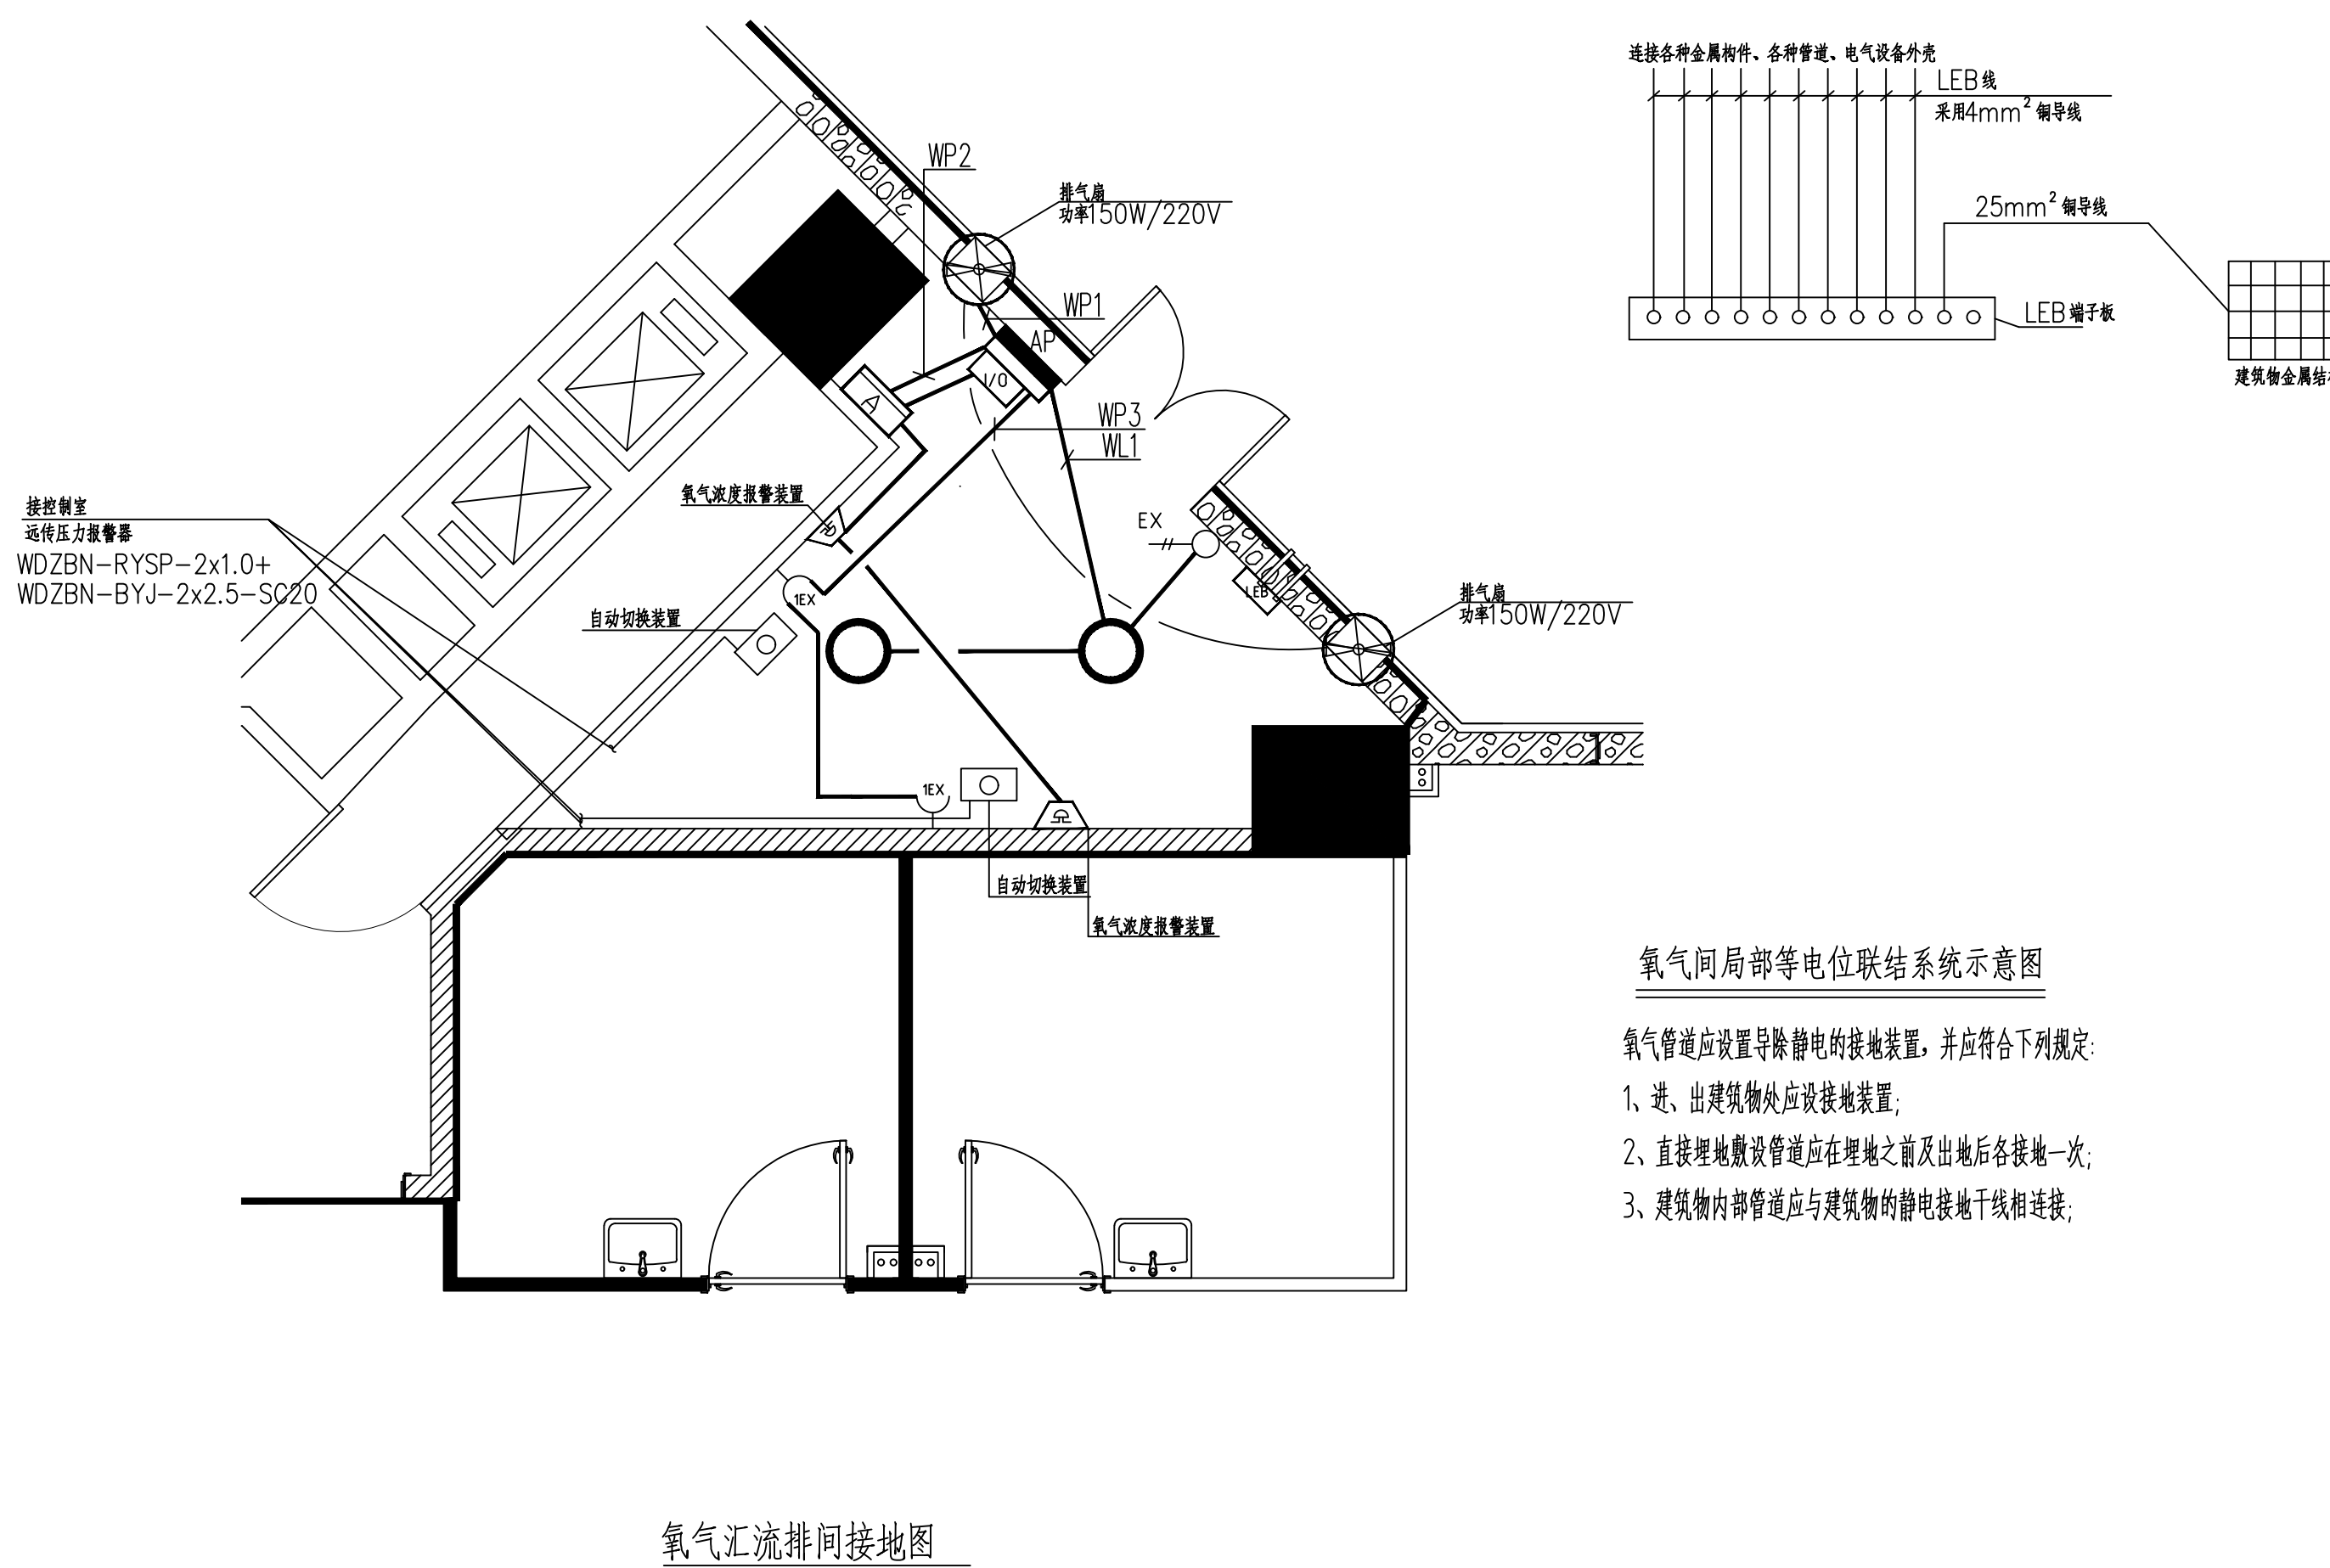 连接各种金属构件、各种管道、电气设备外壳
LEB线
采用4mm²铜导线
25mm²铜导线
LEB端子板
建筑物金属结
WP2
排气扇
功率150W/220V
WP1
AP
I/O
A
WP3
WL1
氧气浓度报警装置
接控制室
远传压力报警器
WDZBN-RYSP-2x1.0+
WDZBN-BYJ-2x2.5-SC20
EX
LEB
1EX
自动切换装置
排气扇
功率150W/220V
1EX
自动切换装置
氧气浓度报警装置
氧气间局部等电位联结系统示意图
氧气管道应设置导除静电的接地装置，并应符合下列规定:
1、进、出建筑物处应设接地装置;
2、直接埋地敷设管道应在埋地之前及出地后各接地一次;
3、建筑物内部管道应与建筑物的静电接地干线相连接;
氧气汇流排间接地图